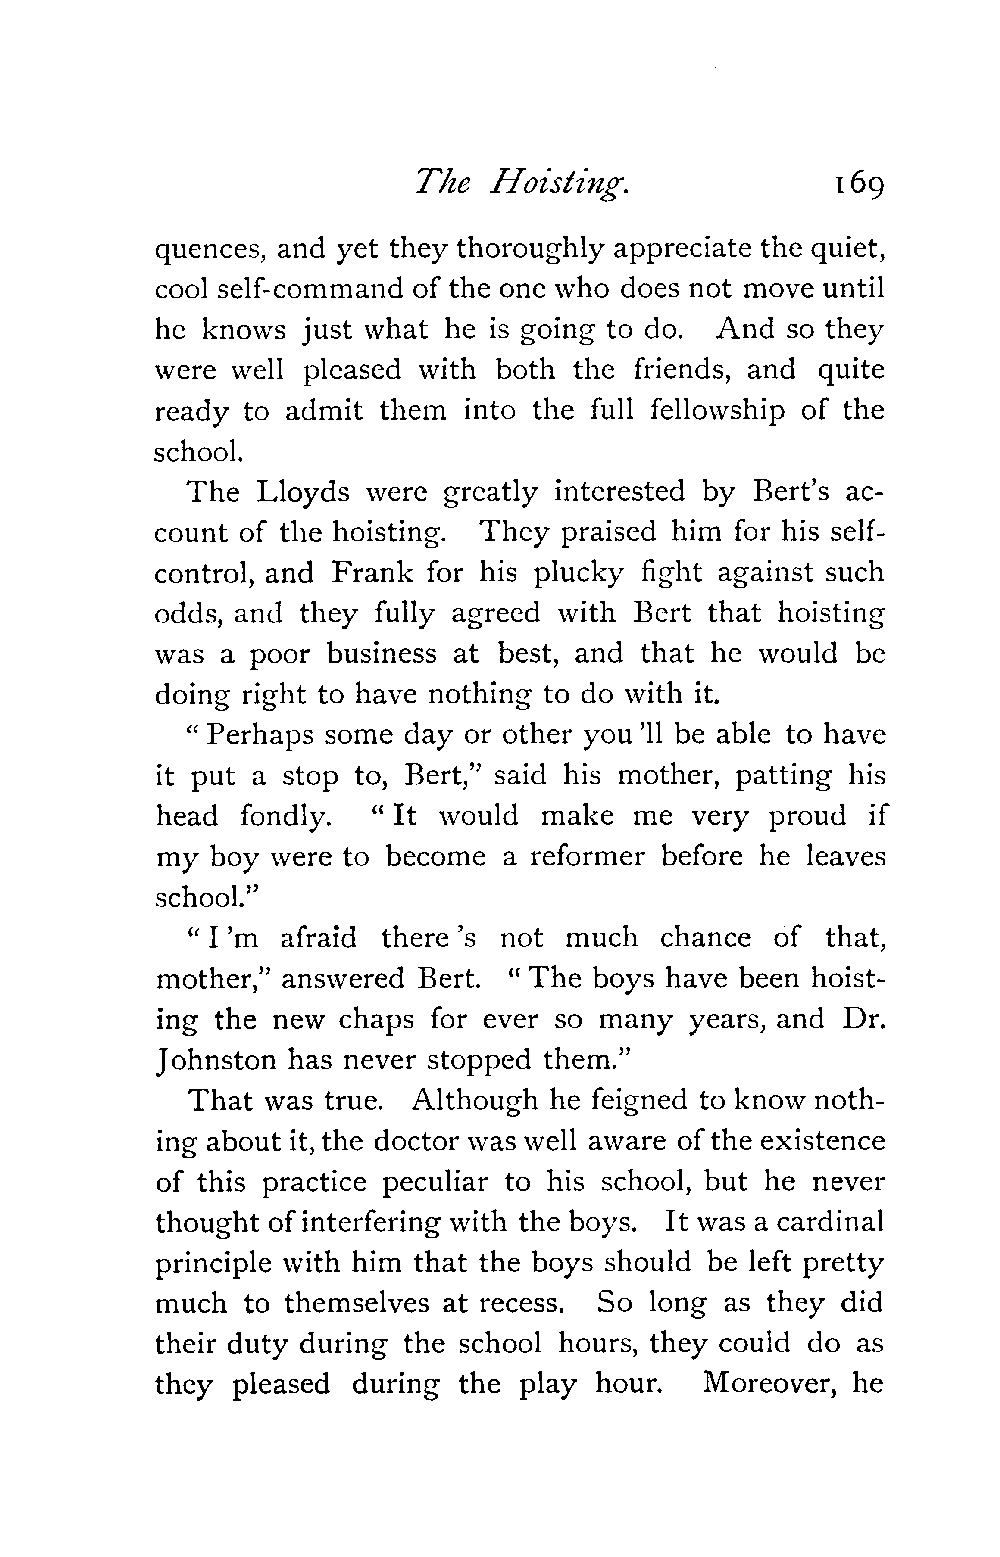 The Hoisting. 169
quences, and yet they thoroughly appreciate the quiet,
cool self-command of the one who does not move until
he knows just what he is going to do. And so they
were well pleased with both the friends, and quite
ready to admit them into the full fellowship of the
school.
The Lloyds were greatly interested by Bert's ac-
count of the hoisting. They praised him for his self-
control, and Frank for his plucky fight against such
odds, and they fully agreed with Bert that hoisting
was a poor business at best, and that he would be
doing right to have nothing to do with it.
“Perhaps some day or other you 'll be able to have
it put a stop to, Bert,” said his mother, patting his
head fondly. “It would make me very proud if
my boy were to become a reformer before he leaves
school.”
“I 'm afraid there 's not much chance of that,
mother,” answered Bert. “The boys have been hoist-
ing the new chaps for ever so many years, and Dr.
Johnston has never stopped them.”
That was true. Although he feigned to know noth-
ing about it, the doctor was well aware of the existence
of this practice peculiar to his school, but he never
thought of interfering with the boys. It was a cardinal
principle with him that the boys should be left pretty
much to themselves at recess. So long as they did
their duty during the school hours, they could do as
they pleased during the play hour. Moreover, he